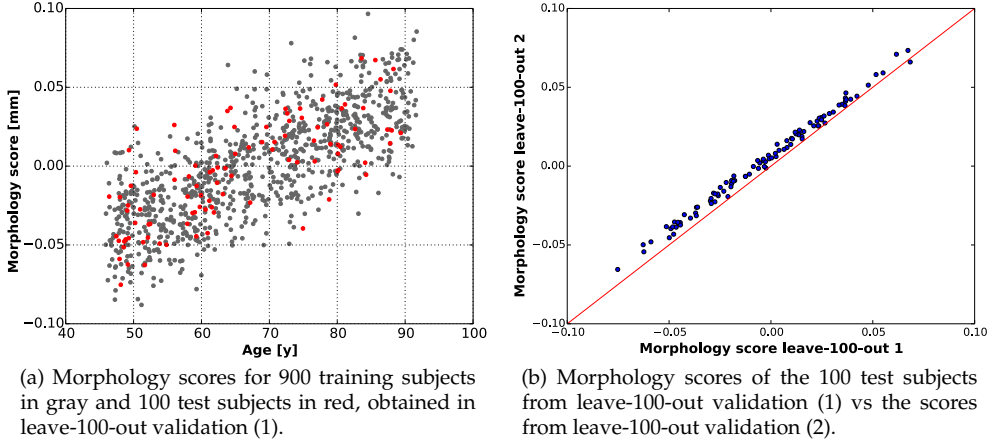 0.10
0.05
0.00
−0.05
−0.10
Morphology score [mm]
40
50
60
70
80
90
100
Age [y]
(a) Morphology scores for 900 training subjects
in gray and 100 test subjects in red, obtained in
leave-100-out validation (1).
0.10
0.05
0.00
−0.05
−0.10
Morphology score leave-100-out 2
−0.10
−0.05
0.00
0.05
0.10
Morphology score leave-100-out 1
(b) Morphology scores of the 100 test subjects
from leave-100-out validation (1) vs the scores
from leave-100-out validation (2).